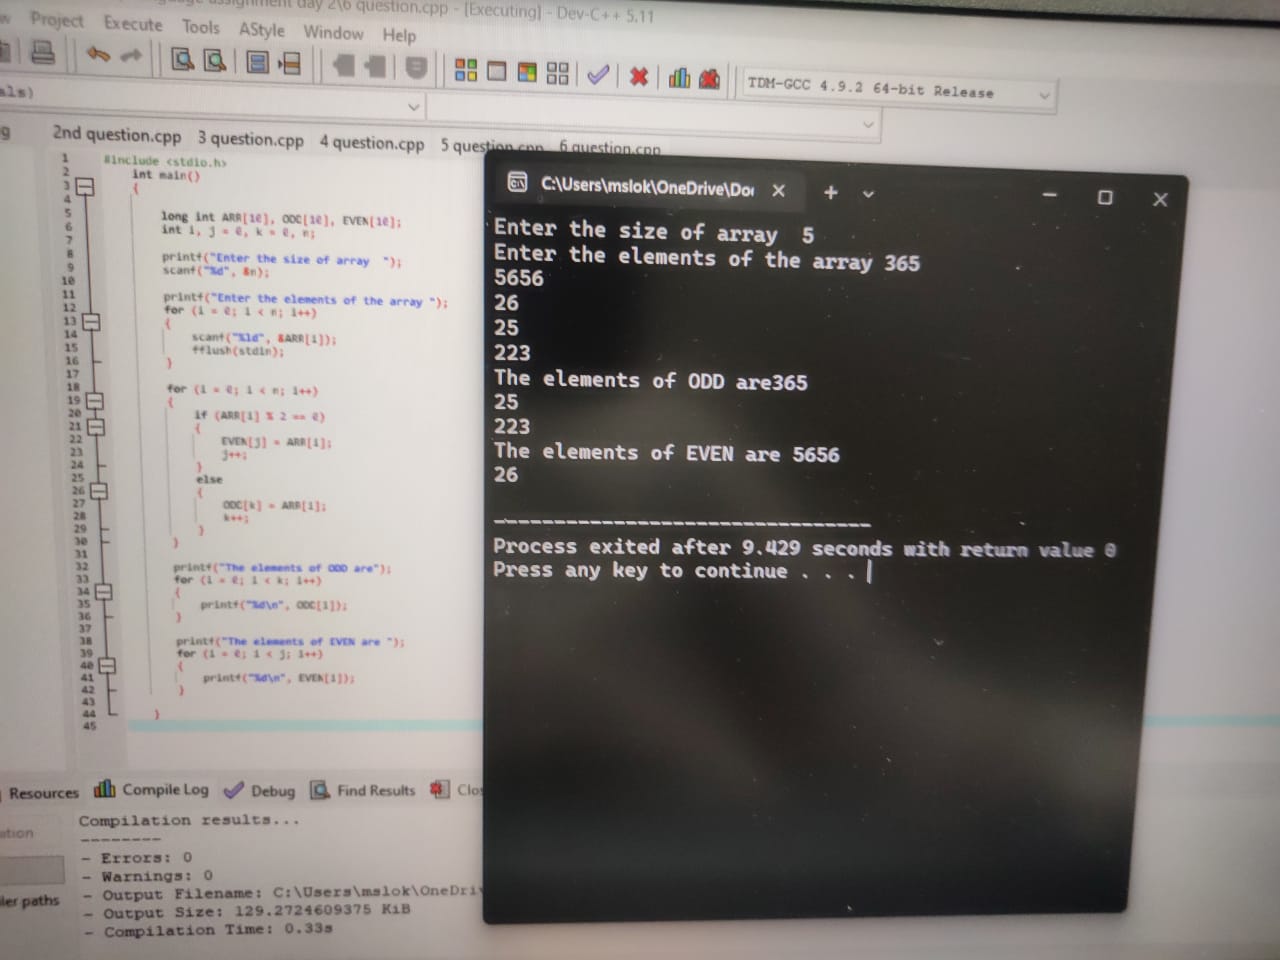 assignment day 2\6 question.cpp - [Executing] - Dev-C++ 5.11
Project Execute Tools AStyle Window Help
TDM-GCC 4.9.2 64-bit Release
als)
2nd question.cpp 3 question.cpp 4 question.cpp 5 question.cpp 6 question.cpp
1 #include <stdio.h>
2 int main()
3 {
4
5 long int ARR[10], ODC[10], EVEN[10];
6 int i, j = 0, k = 0, n;
7
8 printf("Enter the size of array  ");
9 scanf("%d", &n);
10
11 printf("Enter the elements of the array ");
12 for (i = 0; i < n; i++)
13 {
14 scanf("%ld", &ARR[i]);
15 fflush(stdin);
16 }
17
18 for (i = 0; i < n; i++)
19 {
20 if (ARR[i] % 2 == 0)
21 {
22 EVEN[j] = ARR[i];
23 j++;
24 }
25 else
26 {
27 ODC[k] = ARR[i];
28 k++;
29 }
30 }
31
32 printf("The elements of ODD are");
33 for (i = 0; i < k; i++)
34 {
35 printf("%d\n", ODC[i]);
36 }
37
38 printf("The elements of EVEN are ");
39 for (i = 0; i < j; i++)
40 {
41 printf("%d\n", EVEN[i]);
42 }
43
44 }
45
C:\Users\mslok\OneDrive\Do
Enter the size of array  5
Enter the elements of the array 365
5656
26
25
223
The elements of ODD are365
25
223
The elements of EVEN are 5656
26
--------------------------------
Process exited after 9.429 seconds with return value 0
Press any key to continue . . .
Resources Compile Log Debug Find Results Clo
Compilation results...
--------
- Errors: 0
- Warnings: 0
- Output Filename: C:\Users\mslok\OneDri
- Output Size: 129.2724609375 KiB
- Compilation Time: 0.33s
ation
ler paths